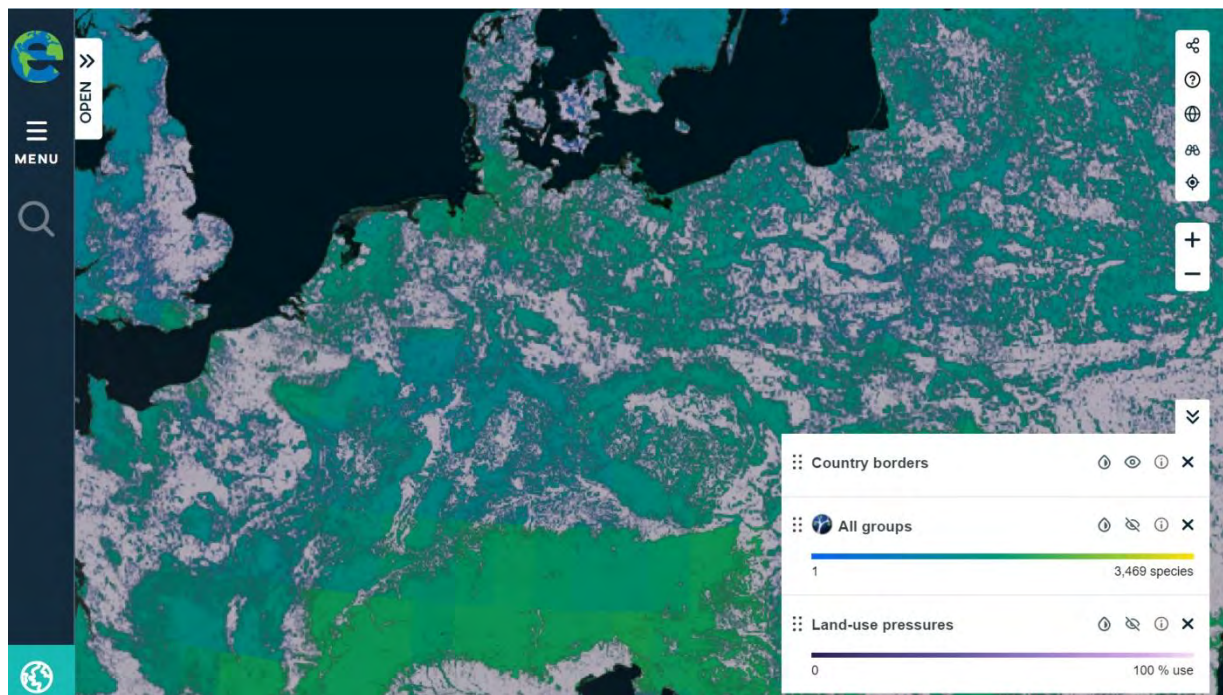 OPEN
MENU
Country borders
All groups
1 3,469 species
Land-use pressures
0 100 % use